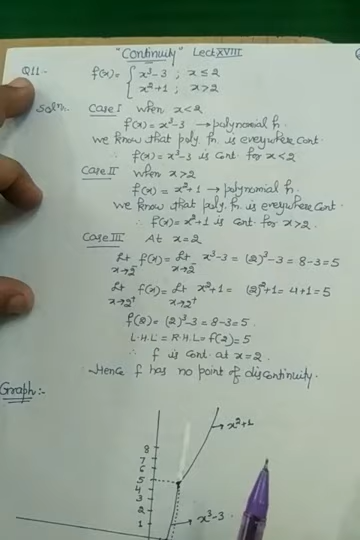 "Continuity" Lect XVIII
Q11:- f(x) = { x³-3 ; x ≤ 2
x²+1 ; x>2
Soln:- Case I when x<2
f(x) = x³-3 → polynomial fn.
we know that poly. fn. is everywhere cont.
∴ f(x) = x³-3 is cont. for x<2
Case II when x>2
f(x) = x²+1 → polynomial fn.
we know that poly. fn. is everywhere cont.
∴ f(x) = x²+1 is cont. for x>2.
Case III At x=2
Lt x→2⁻ f(x) = Lt x→2⁻ x³-3 = (2)³-3 = 8-3=5
Lt x→2⁺ f(x) = Lt x→2⁺ x²+1 = (2)²+1 = 4+1=5
f(2) = (2)³-3 = 8-3 = 5.
L.H.L = R.H.L = f(2) = 5
∴ f is cont. at x=2.
∴ Hence f has no point of discontinuity.
Graph:-
x²+1
8
7
6
5
4
3
2
1
x³-3